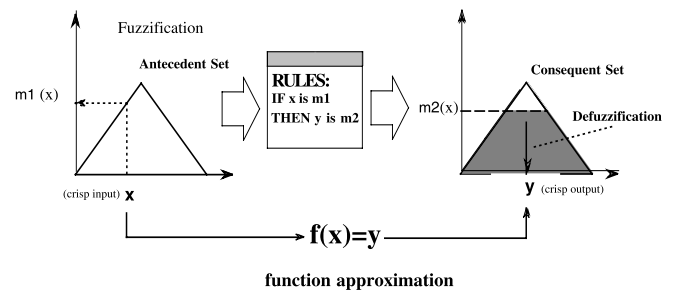 Fuzzification
Antecedent Set
m1 (x)
(crisp input) x
RULES:
IF x is m1
THEN y is m2
Consequent Set
m2(x)
Defuzzification
y (crisp output)
f(x)=y
function approximation